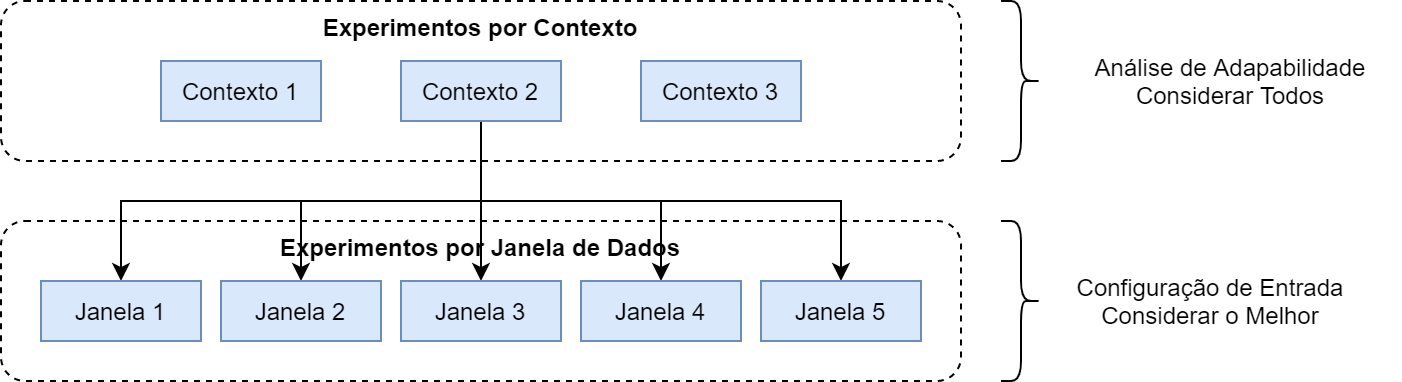 Experimentos por Contexto
Contexto 1
Contexto 2
Contexto 3
Análise de Adapabilidade
Considerar Todos
Experimentos por Janela de Dados
Janela 1
Janela 2
Janela 3
Janela 4
Janela 5
Configuração de Entrada
Considerar o Melhor